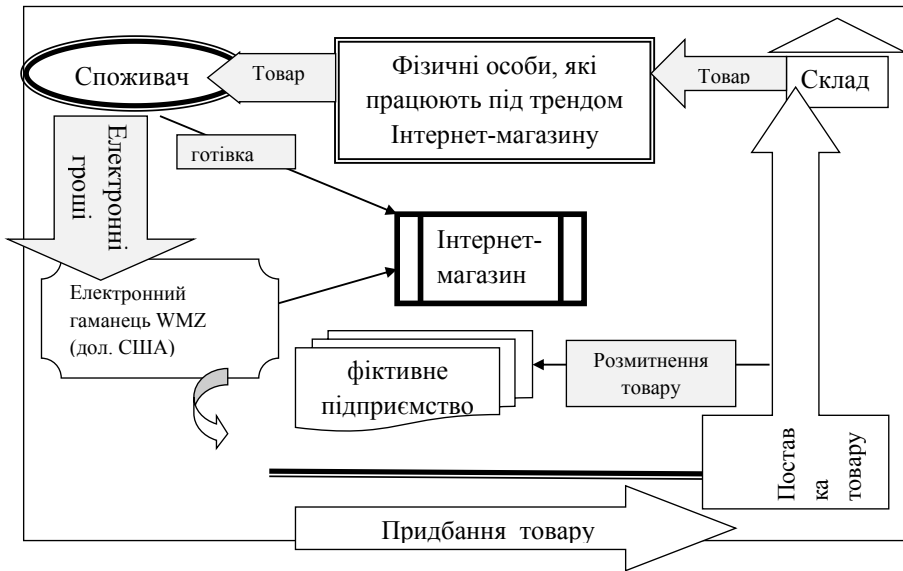 Споживач
Товар
Фізичні особи, які
працюють під трендом
Інтернет-магазину
Товар
Склад
Електронні
гроші
готівка
Інтернет-
магазин
Електронний
гаманець WMZ
(дол. США)
фіктивне
підприємство
Розмитнення
товару
Постав
ка
товару
Придбання товару